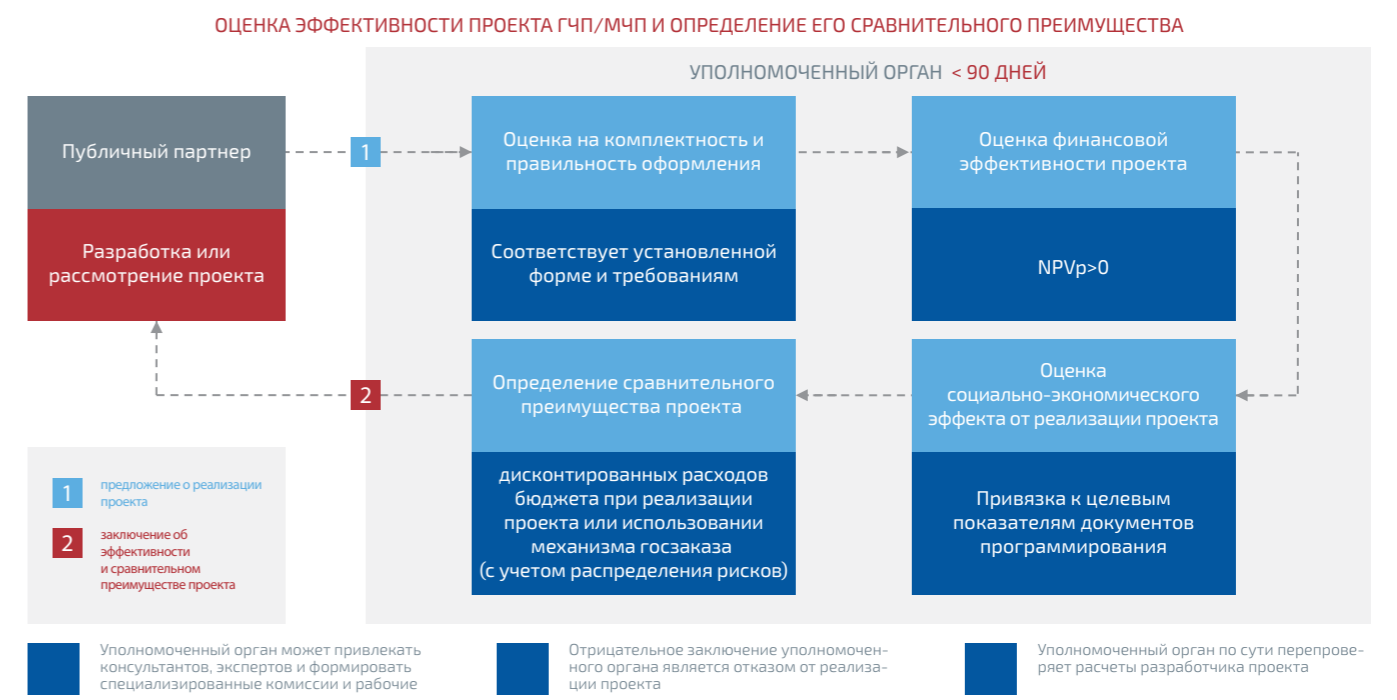 ОЦЕНКА ЭФФЕКТИВНОСТИ ПРОЕКТА ГЧП/МЧП И ОПРЕДЕЛЕНИЕ ЕГО СРАВНИТЕЛЬНОГО ПРЕИМУЩЕСТВА
УПОЛНОМОЧЕННЫЙ ОРГАН < 90 ДНЕЙ
Публичный партнер
Разработка или
рассмотрение проекта
1
Оценка на комплектность и
правильность оформления
Соответствует установленной
форме и требованиям
Оценка финансовой
эффективности проекта
NPVp>0
Оценка
социально-экономического
эффекта от реализации проекта
Привязка к целевым
показателям документов
программирования
Определение сравнительного
преимущества проекта
дисконтированных расходов
бюджета при реализации
проекта или использовании
механизма госзаказа
(с учетом распределения рисков)
2
1
предложение о реализации
проекта
2
заключение об
эффективности
и сравнительном
преимуществе проекта
Уполномоченный орган может привлекать
консультантов, экспертов и формировать
специализированные комиссии и рабочие
Отрицательное заключение уполномочен-
ного органа является отказом от реализа-
ции проекта
Уполномоченный орган по сути перепрове-
ряет расчеты разработчика проекта